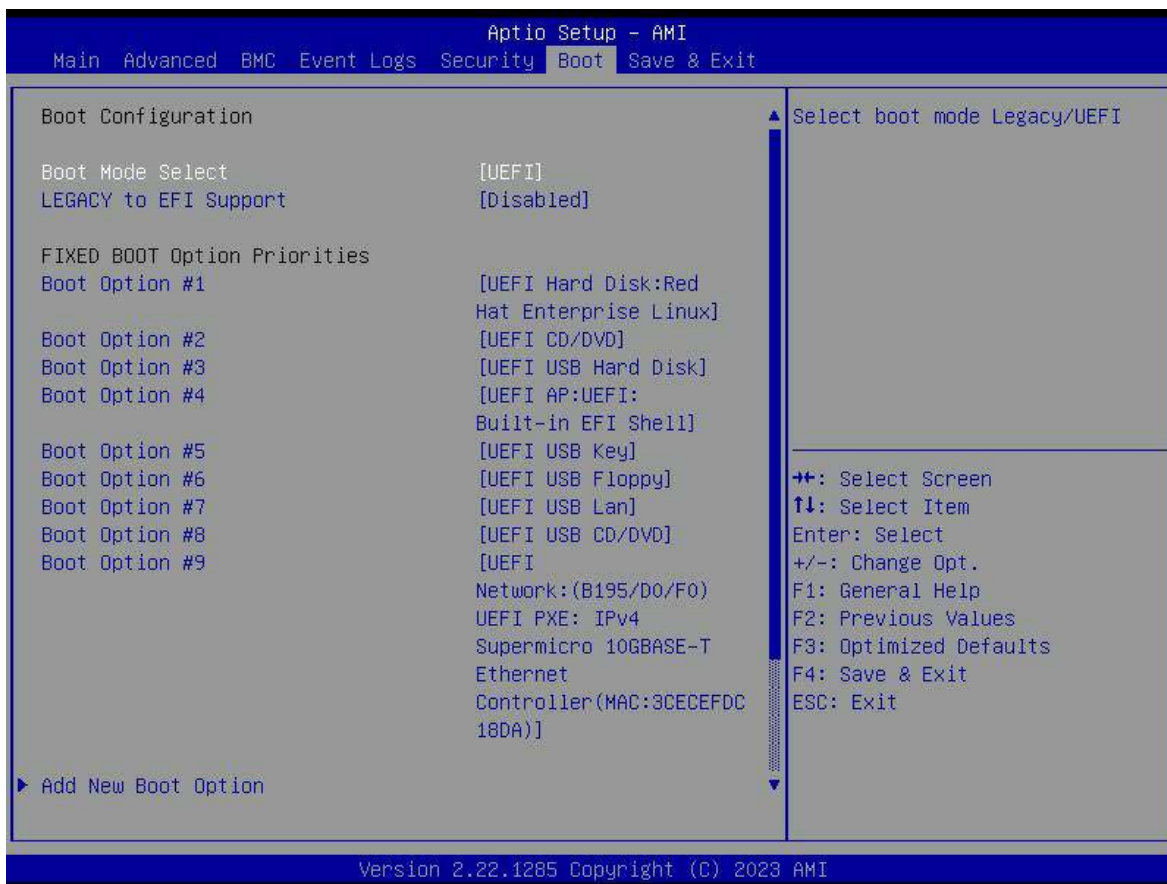 Aptio Setup – AMI
Main Advanced BMC Event Logs Security Boot Save & Exit
Boot Configuration
Select boot mode Legacy/UEFI
Boot Mode Select [UEFI]
LEGACY to EFI Support [Disabled]
FIXED BOOT Option Priorities
Boot Option #1 [UEFI Hard Disk:Red
Hat Enterprise Linux]
Boot Option #2 [UEFI CD/DVD]
Boot Option #3 [UEFI USB Hard Disk]
Boot Option #4 [UEFI AP:UEFI:
Built-in EFI Shell]
Boot Option #5 [UEFI USB Key]
Boot Option #6 [UEFI USB Floppy]
Boot Option #7 [UEFI USB Lan]
Boot Option #8 [UEFI USB CD/DVD]
Boot Option #9 [UEFI
Network:(B195/D0/F0)
UEFI PXE: IPv4
Supermicro 10GBASE-T
Ethernet
Controller(MAC:3CECEFDC
18DA)]
Add New Boot Option
→←: Select Screen
↑↓: Select Item
Enter: Select
+/-: Change Opt.
F1: General Help
F2: Previous Values
F3: Optimized Defaults
F4: Save & Exit
ESC: Exit
Version 2.22.1285 Copyright (C) 2023 AMI